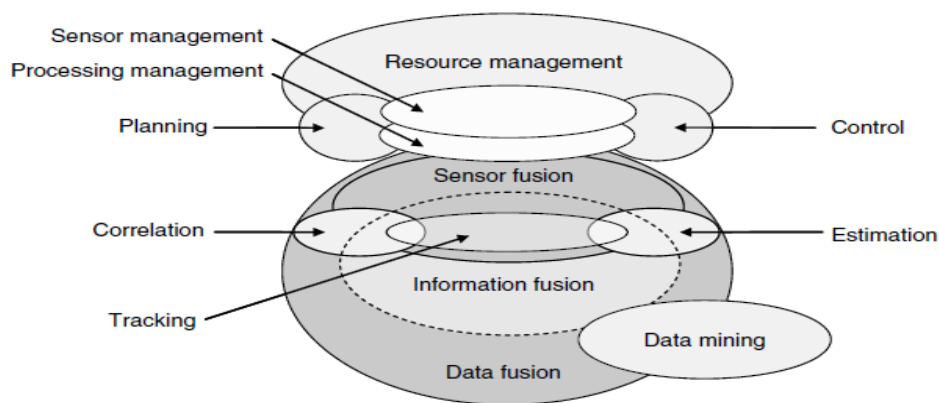 Sensor management
Resource management
Processing management
Planning
Control
Sensor fusion
Correlation
Estimation
Information fusion
Tracking
Data mining
Data fusion